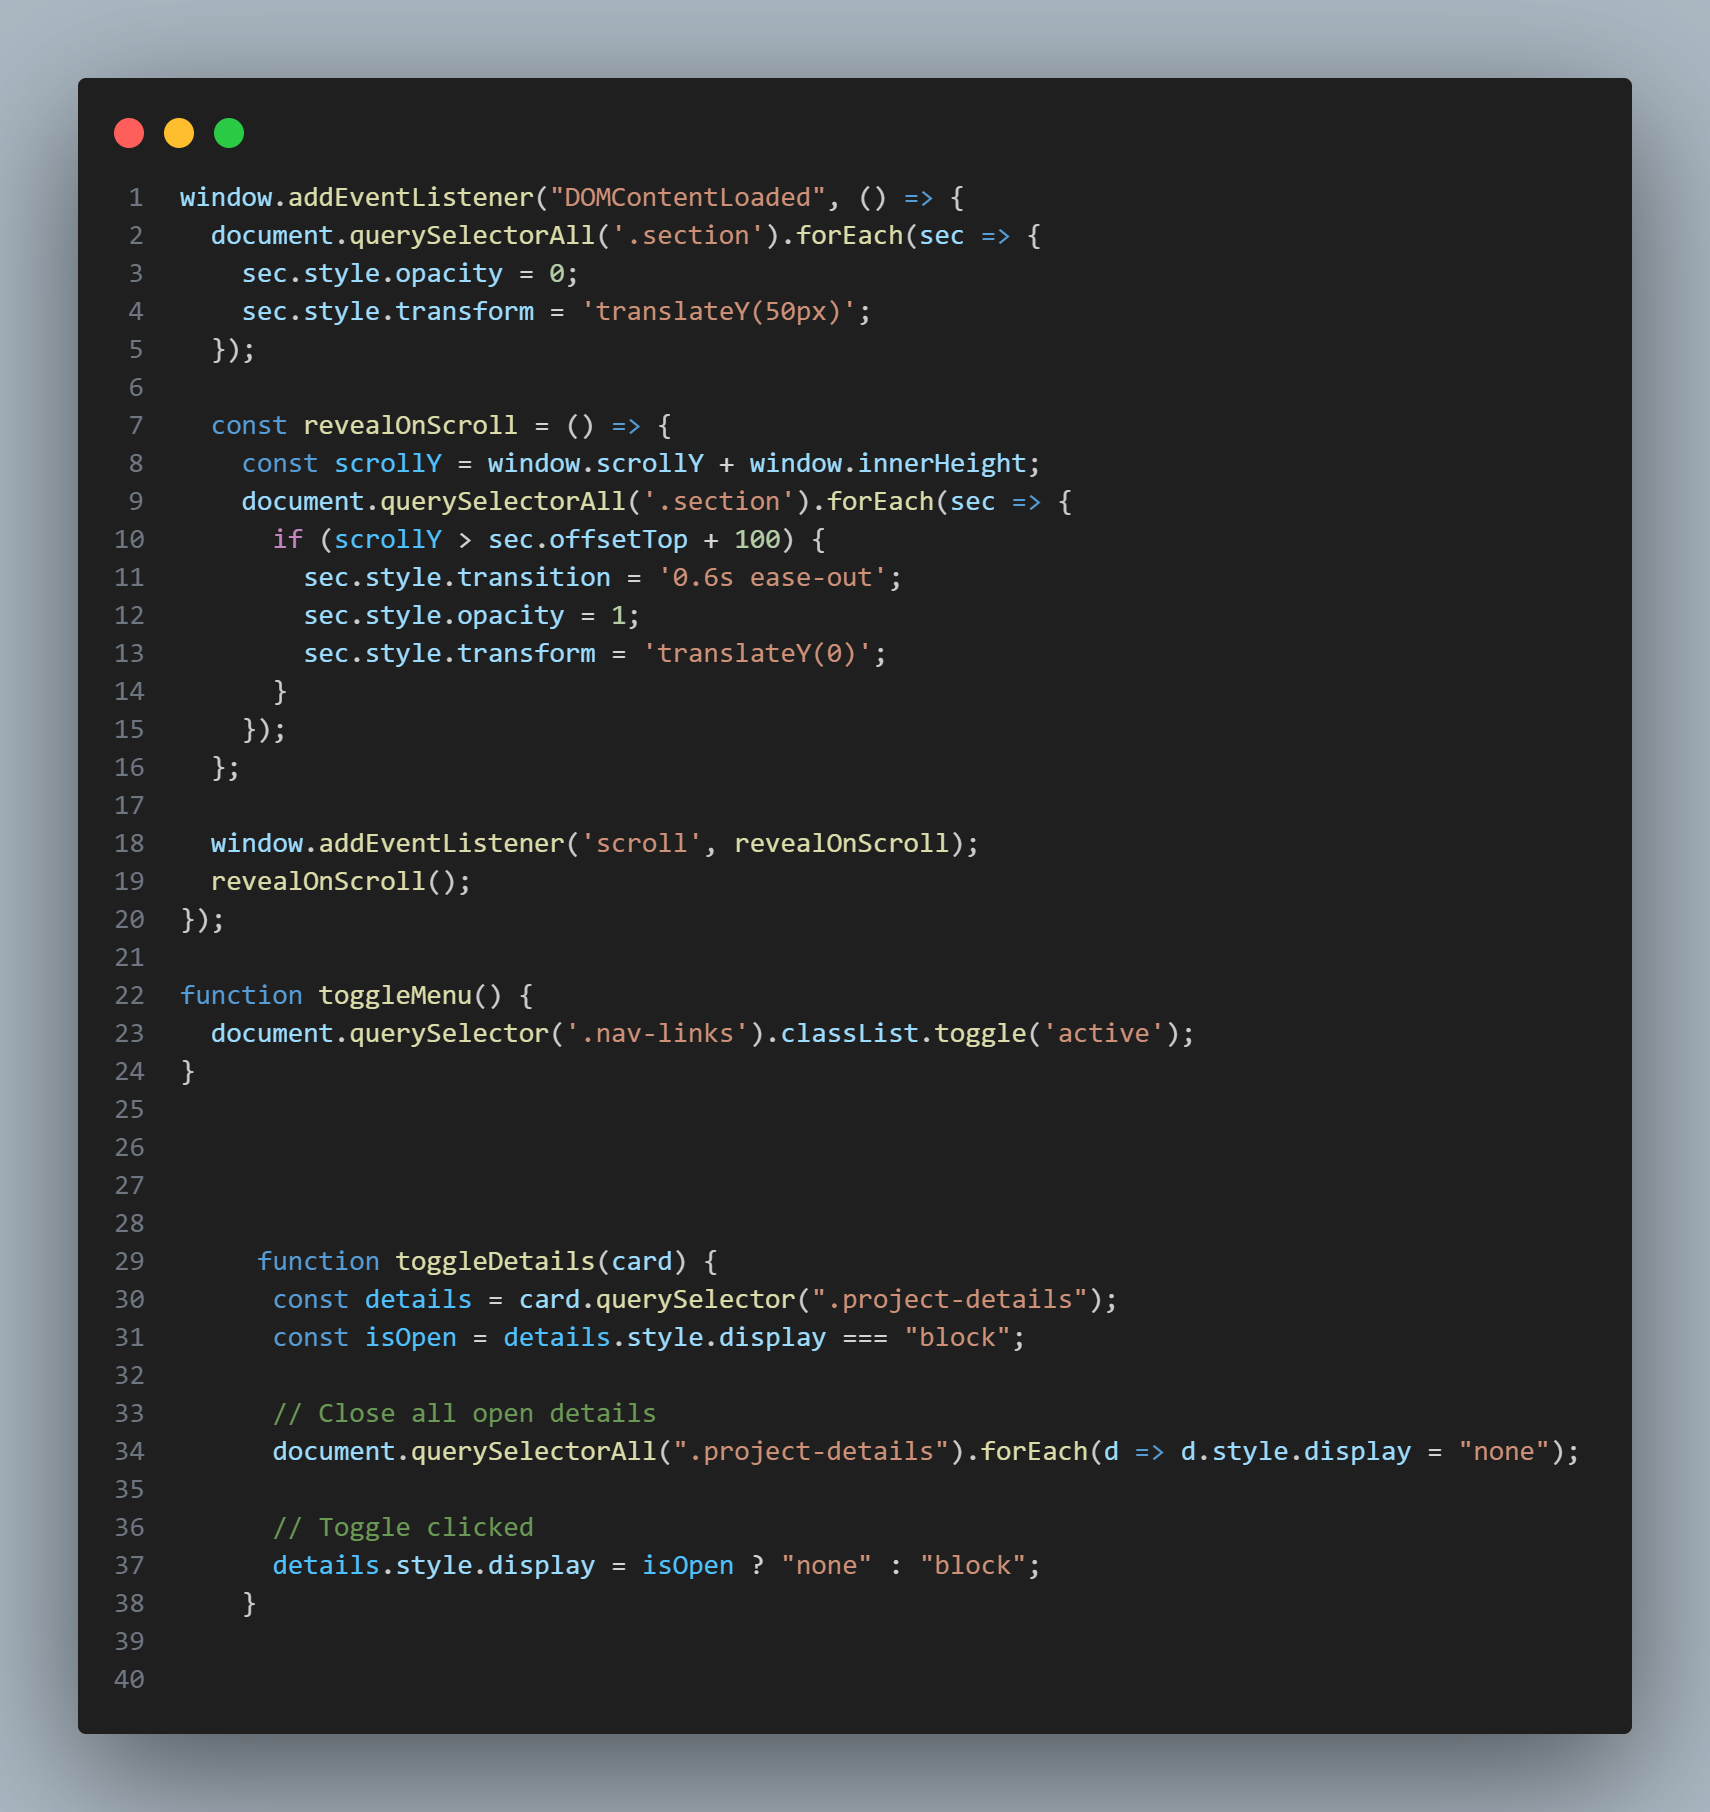 1 window.addEventListener("DOMContentLoaded", () => {
2   document.querySelectorAll('.section').forEach(sec => {
3     sec.style.opacity = 0;
4     sec.style.transform = 'translateY(50px)';
5   });
6
7   const revealOnScroll = () => {
8     const scrollY = window.scrollY + window.innerHeight;
9     document.querySelectorAll('.section').forEach(sec => {
10       if (scrollY > sec.offsetTop + 100) {
11         sec.style.transition = '0.6s ease-out';
12         sec.style.opacity = 1;
13         sec.style.transform = 'translateY(0)';
14       }
15     });
16   };
17
18   window.addEventListener('scroll', revealOnScroll);
19   revealOnScroll();
20 });
21
22 function toggleMenu() {
23   document.querySelector('.nav-links').classList.toggle('active');
24 }
25
26
27
28
29      function toggleDetails(card) {
30       const details = card.querySelector(".project-details");
31       const isOpen = details.style.display === "block";
32
33       // Close all open details
34       document.querySelectorAll(".project-details").forEach(d => d.style.display = "none");
35
36       // Toggle clicked
37       details.style.display = isOpen ? "none" : "block";
38     }
39
40